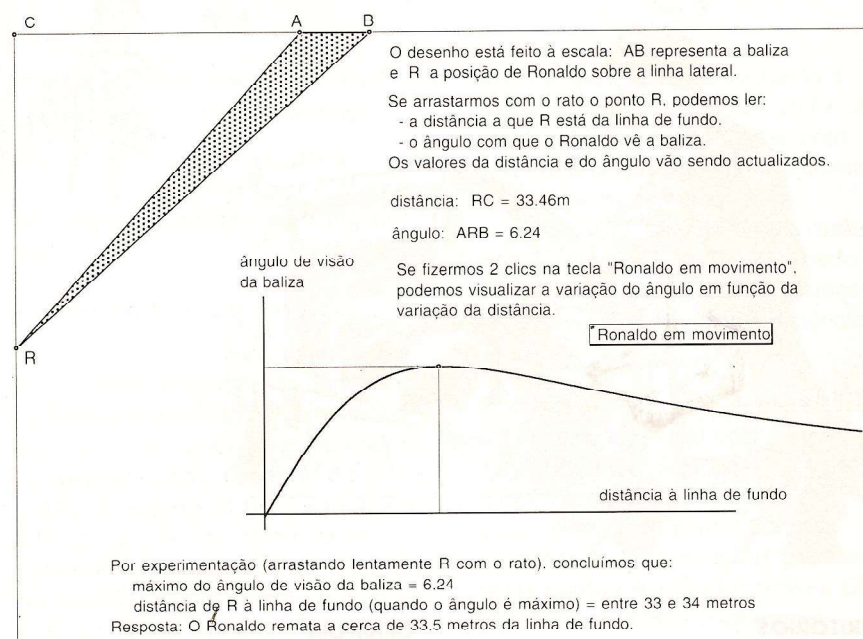 C
A
B
O desenho está feito à escala: AB representa a baliza
e R a posição de Ronaldo sobre a linha lateral.
Se arrastarmos com o rato o ponto R, podemos ler:
- a distância a que R está da linha de fundo.
- o ângulo com que o Ronaldo vê a baliza.
Os valores da distância e do ângulo vão sendo actualizados.
distância: RC = 33.46m
ângulo: ARB = 6.24
Se fizermos 2 clics na tecla "Ronaldo em movimento",
podemos visualizar a variação do ângulo em função da
variação da distância.
Ronaldo em movimento
R
ângulo de visão
da baliza
distância à linha de fundo
Por experimentação (arrastando lentamente R com o rato), concluímos que:
máximo do ângulo de visão da baliza = 6.24
distância de R à linha de fundo (quando o ângulo é máximo) = entre 33 e 34 metros
Resposta: O Ronaldo remata a cerca de 33.5 metros da linha de fundo.